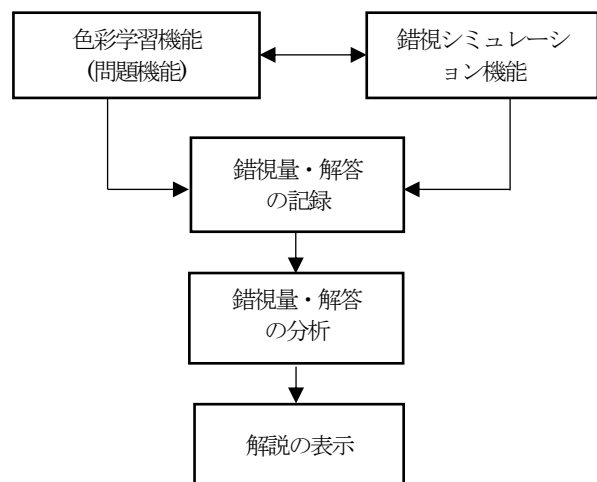 色彩学習機能
(問題機能)
錯視シミュレーシ
ョン機能
錯視量・解答
の記録
錯視量・解答
の分析
解説の表示